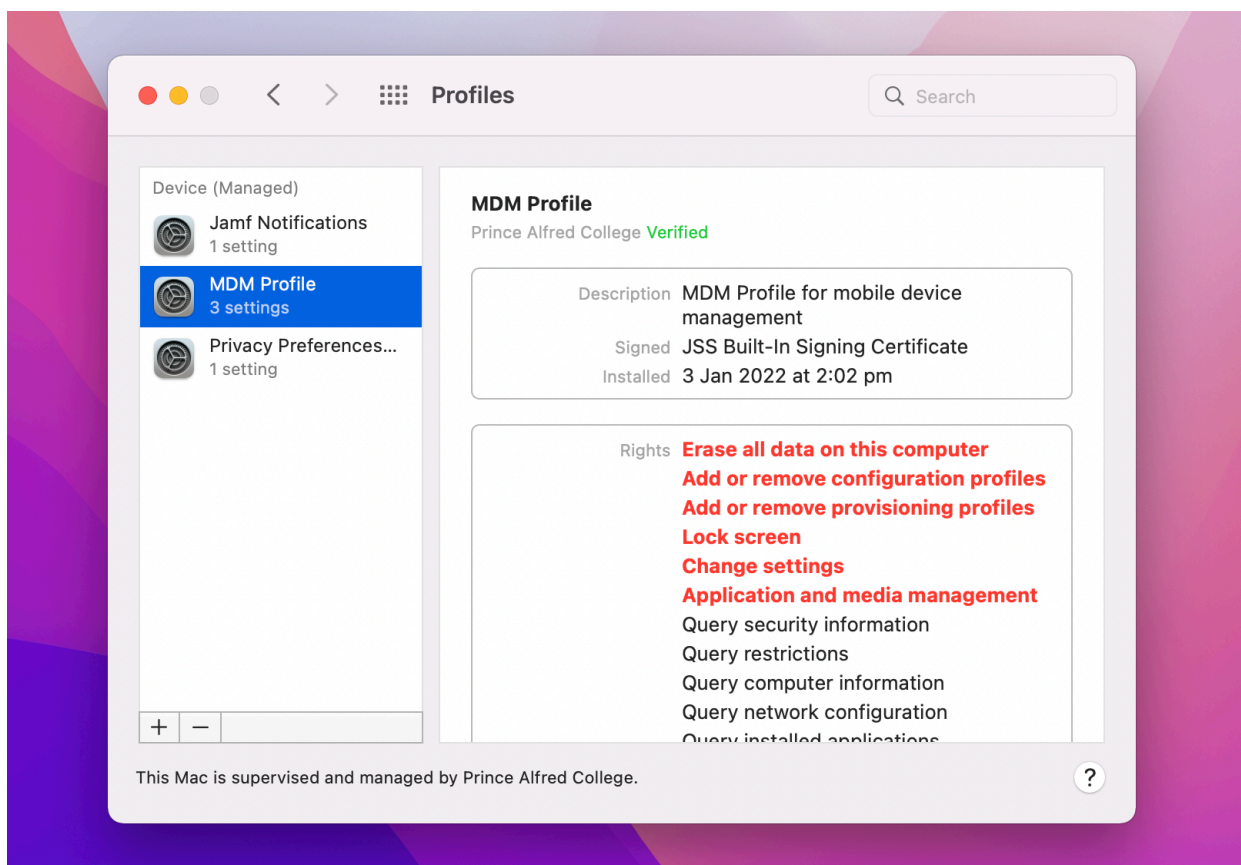 Profiles
Search
Device (Managed)
Jamf Notifications
1 setting
MDM Profile
3 settings
Privacy Preferences...
1 setting
MDM Profile
Prince Alfred College Verified
Description MDM Profile for mobile device
management
Signed JSS Built-In Signing Certificate
Installed 3 Jan 2022 at 2:02 pm
Rights Erase all data on this computer
Add or remove configuration profiles
Add or remove provisioning profiles
Lock screen
Change settings
Application and media management
Query security information
Query restrictions
Query computer information
Query network configuration
Query installed applications
This Mac is supervised and managed by Prince Alfred College.
?